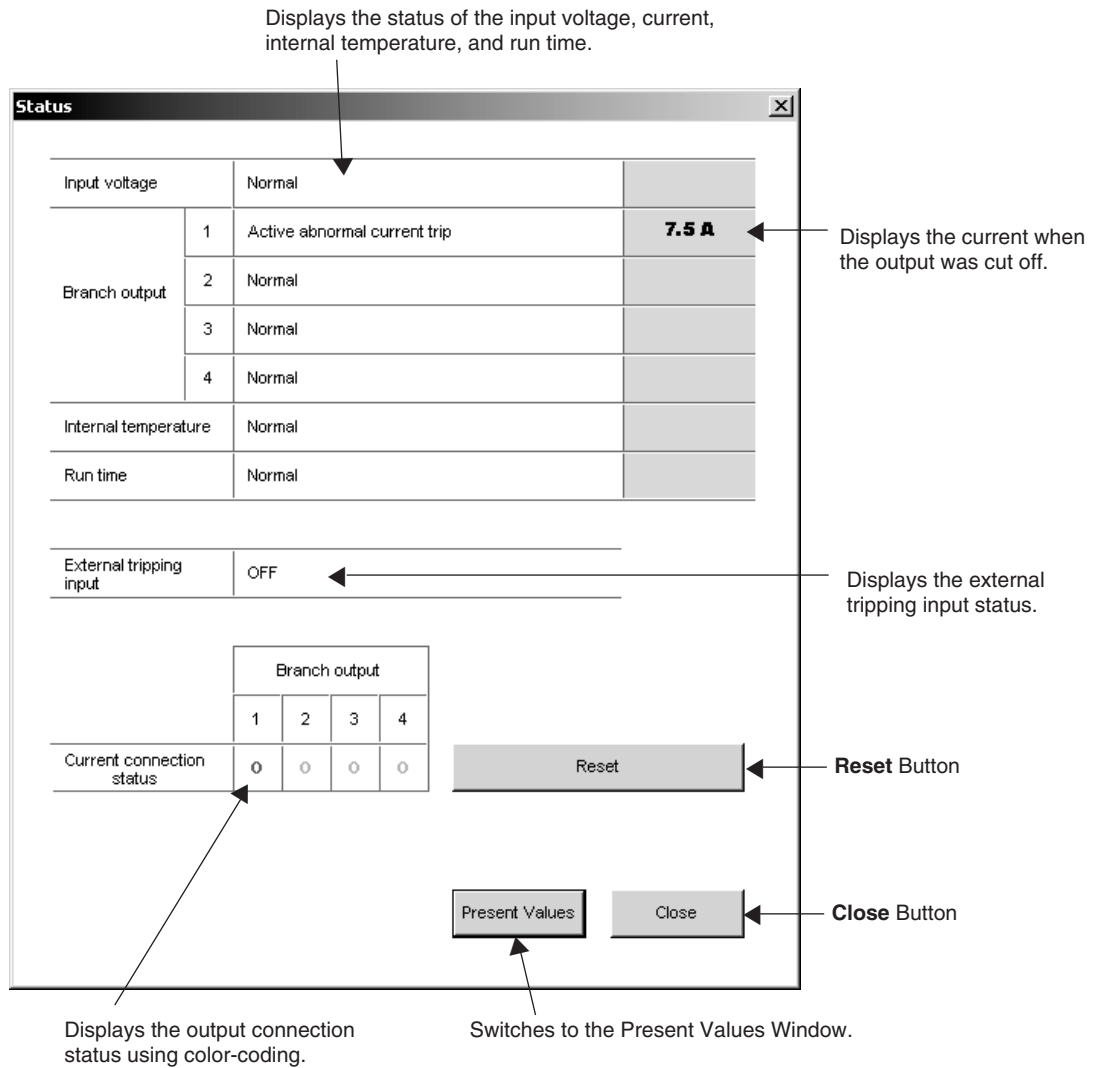 Displays the status of the input voltage, current,
internal temperature, and run time.
Status
Input voltage Normal
Branch output
1 Active abnormal current trip 7.5 A
2 Normal
3 Normal
4 Normal
Internal temperature Normal
Run time Normal
Displays the current when
the output was cut off.
External tripping
input
OFF
Displays the external
tripping input status.
Branch output
1 2 3 4
Current connection
status
O O O O
Reset
Reset Button
Present Values
Close
Close Button
Displays the output connection
status using color-coding.
Switches to the Present Values Window.